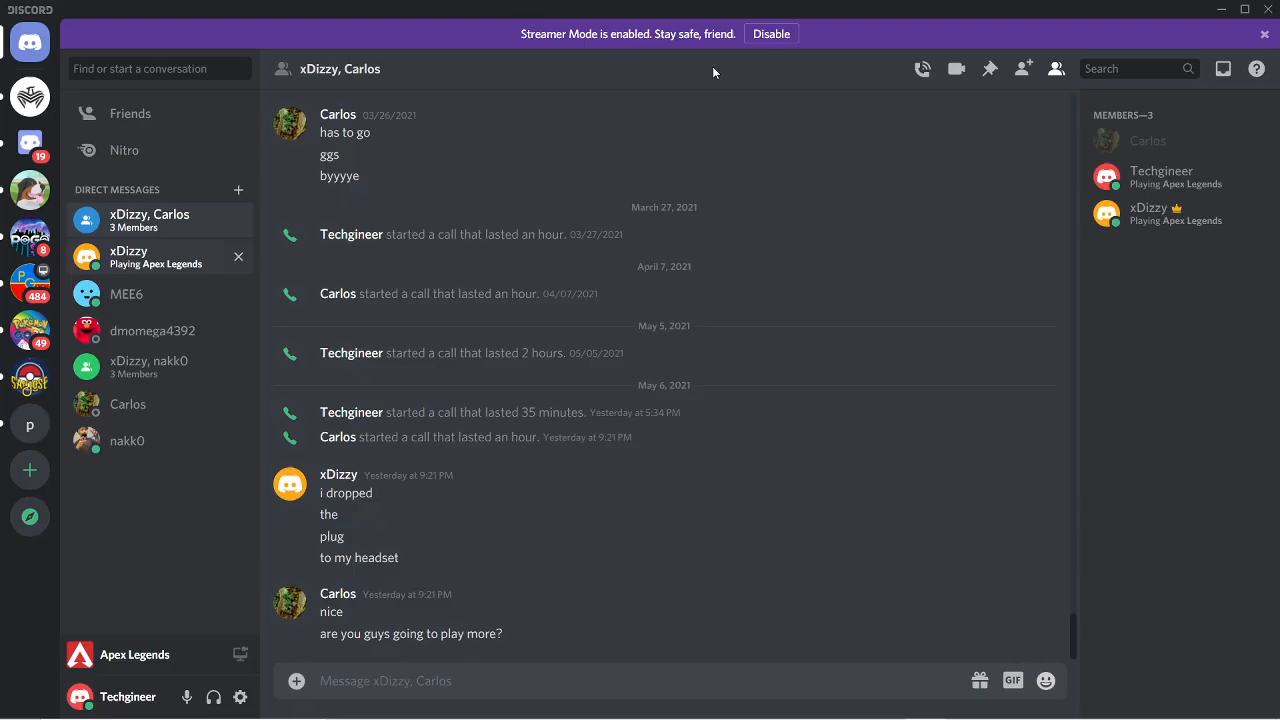 DISCORD
Streamer Mode is enabled. Stay safe, friend. Disable
Find or start a conversation
xDizzy, Carlos
Search
Friends
Nitro
DIRECT MESSAGES
xDizzy, Carlos
3 Members
xDizzy
Playing Apex Legends
MEE6
dmomega4392
xDizzy, nakk0
3 Members
Carlos
nakk0
Apex Legends
Techgineer
19
8
484
49
p
Carlos 03/26/2021
has to go
ggs
byyyye
March 27, 2021
Techgineer started a call that lasted an hour. 03/27/2021
April 7, 2021
Carlos started a call that lasted an hour. 04/07/2021
May 5, 2021
Techgineer started a call that lasted 2 hours. 05/05/2021
May 6, 2021
Techgineer started a call that lasted 35 minutes. Yesterday at 5:34 PM
Carlos started a call that lasted an hour. Yesterday at 9:21 PM
xDizzy Yesterday at 9:21 PM
i dropped
the
plug
to my headset
Carlos Yesterday at 9:21 PM
nice
are you guys going to play more?
Message xDizzy, Carlos
GIF
MEMBERS—3
Carlos
Techgineer
Playing Apex Legends
xDizzy
Playing Apex Legends